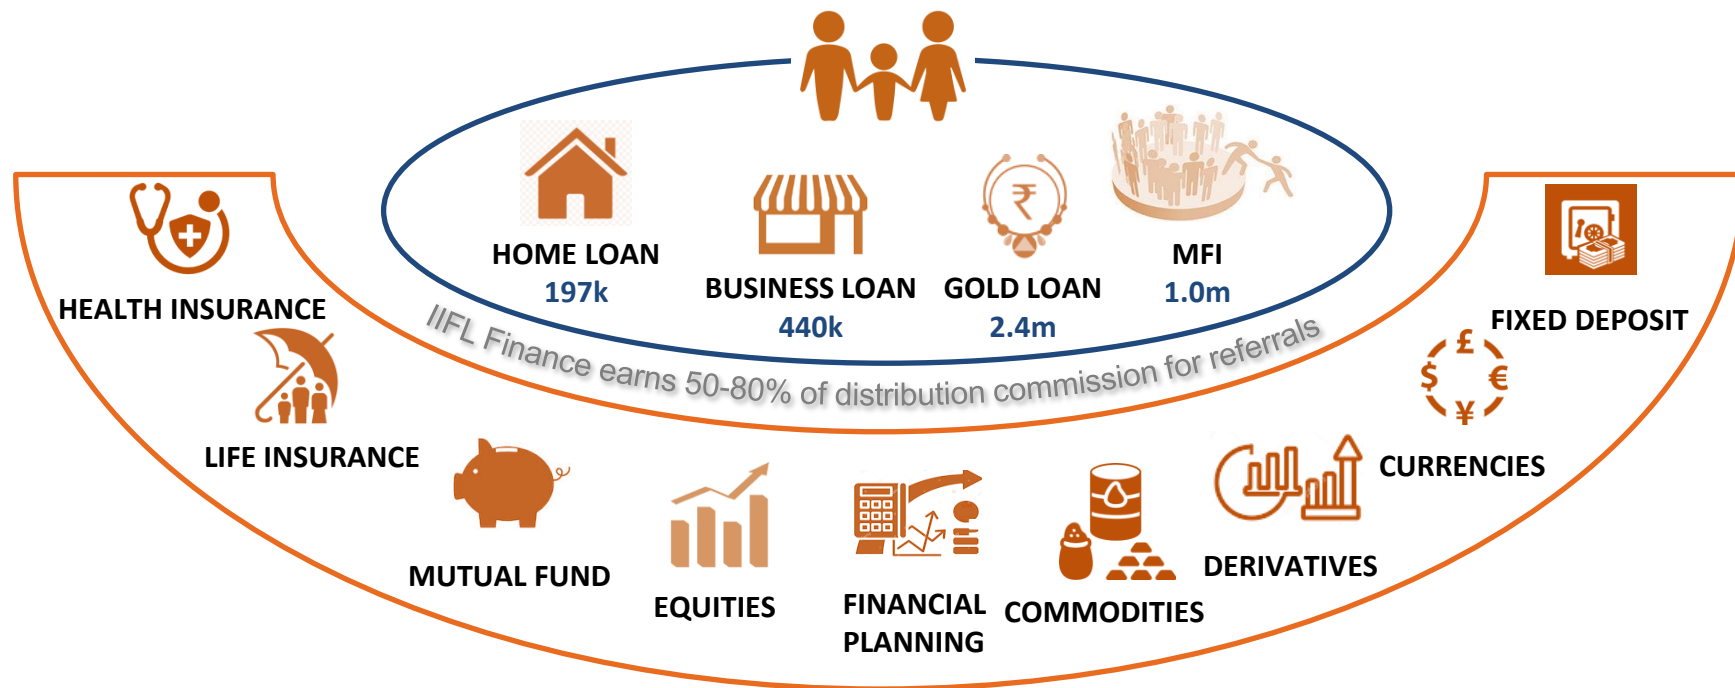 HOME LOAN
197k
BUSINESS LOAN
440k
GOLD LOAN
2.4m
MFI
1.0m
IIFL Finance earns 50-80% of distribution commission for referrals
HEALTH INSURANCE
LIFE INSURANCE
MUTUAL FUND
EQUITIES
FINANCIAL
PLANNING
COMMODITIES
DERIVATIVES
CURRENCIES
FIXED DEPOSIT
₹
£
$
€
¥